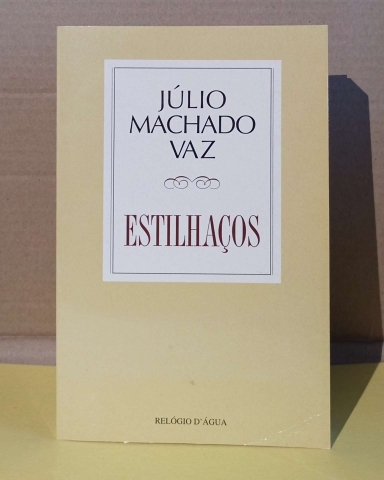 JÚLIO
MACHADO
VAZ
ESTILHAÇOS
RELÓGIO D'ÁGUA